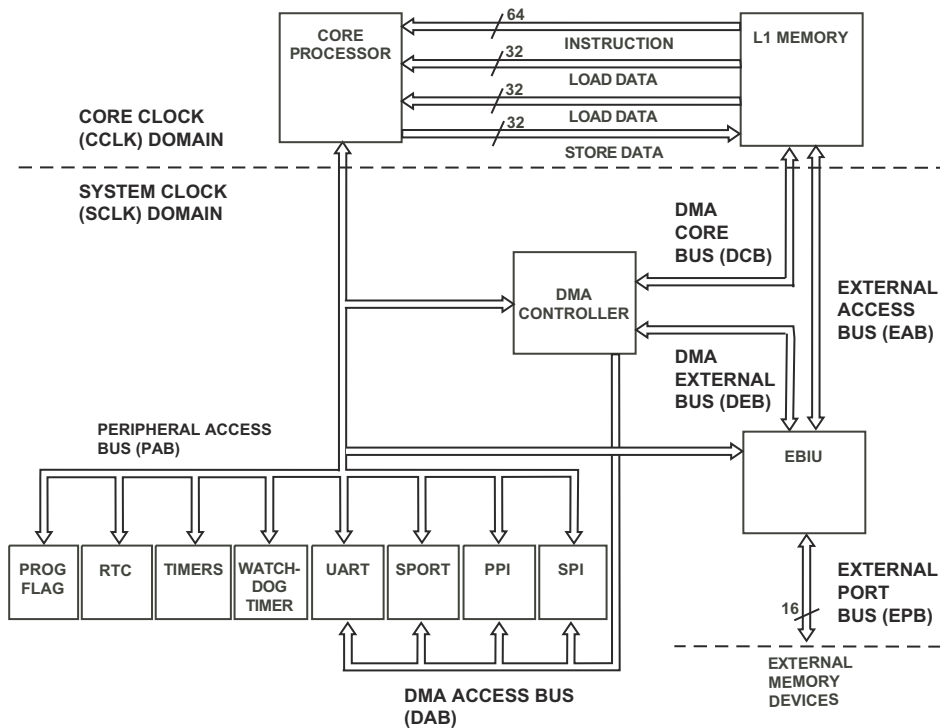 CORE
PROCESSOR
64
INSTRUCTION
32
LOAD DATA
32
LOAD DATA
32
STORE DATA
L1 MEMORY
CORE CLOCK
(CCLK) DOMAIN
SYSTEM CLOCK
(SCLK) DOMAIN
DMA
CORE
BUS (DCB)
EXTERNAL
ACCESS
BUS (EAB)
DMA
CONTROLLER
DMA
EXTERNAL
BUS (DEB)
PERIPHERAL ACCESS
BUS (PAB)
EBIU
PROG
FLAG
RTC
TIMERS
WATCH-
DOG
TIMER
UART
SPORT
PPI
SPI
EXTERNAL
PORT
BUS (EPB)
16
EXTERNAL
MEMORY
DEVICES
DMA ACCESS BUS
(DAB)